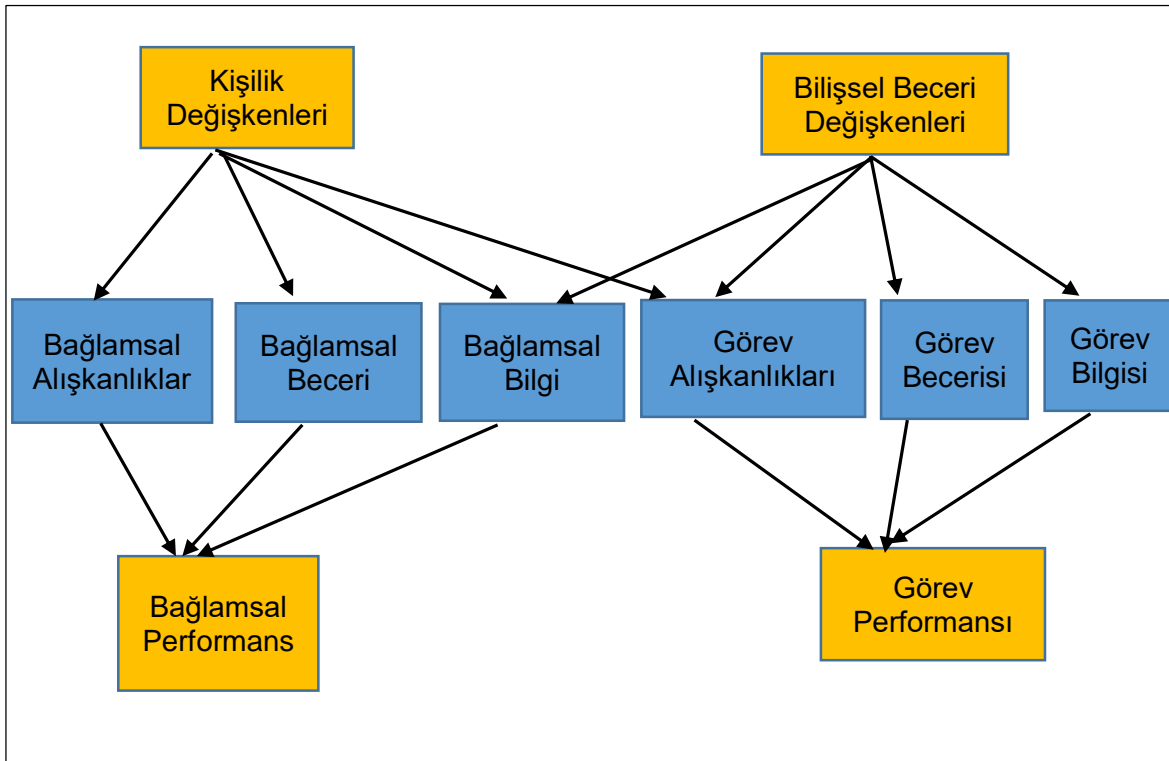 Kişilik
Değişkenleri
Bilişsel Beceri
Değişkenleri
Bağlamsal
Alışkanlıklar
Bağlamsal
Beceri
Bağlamsal
Bilgi
Görev
Alışkanlıkları
Görev
Becerisi
Görev
Bilgisi
Bağlamsal
Performans
Görev
Performansı